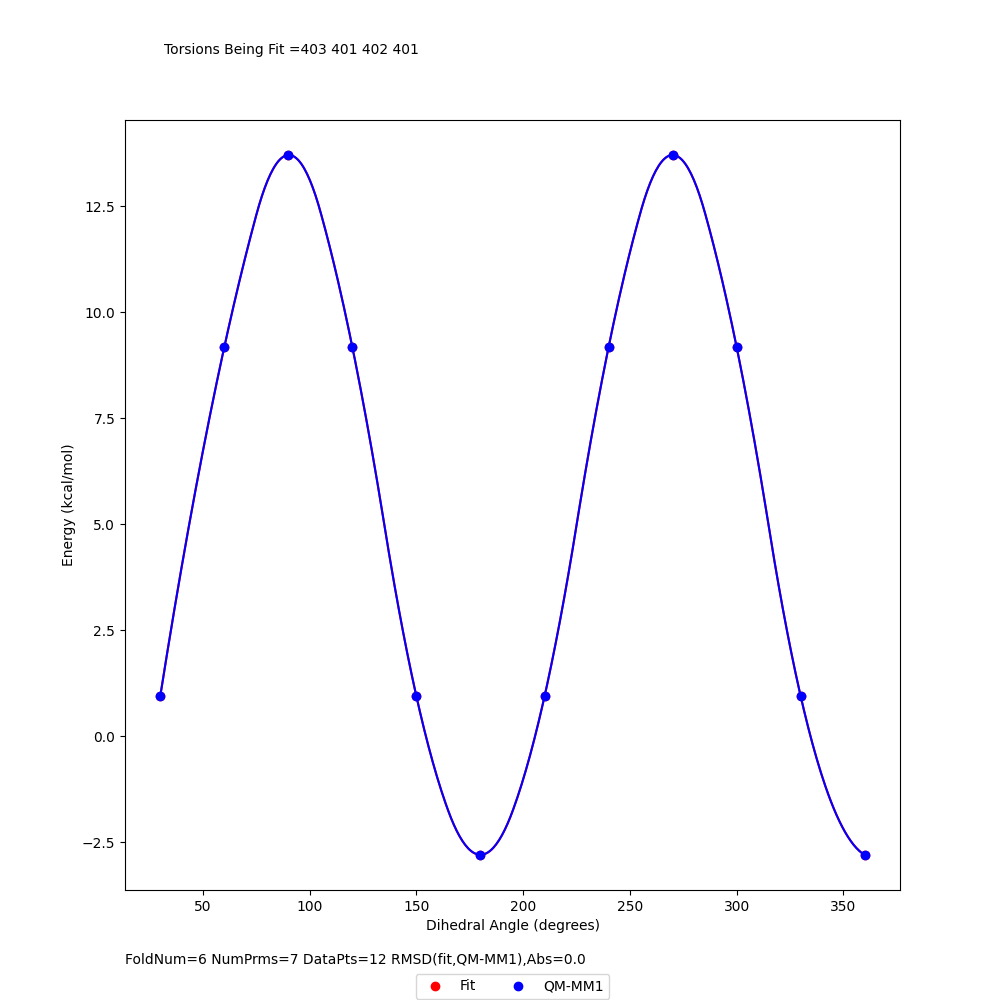 Torsions Being Fit =403 401 402 401
12.5
10.0
7.5
5.0
2.5
0.0
−2.5
Energy (kcal/mol)
50 100 150 200 250 300 350
Dihedral Angle (degrees)
FoldNum=6 NumPrms=7 DataPts=12 RMSD(fit,QM-MM1),Abs=0.0
Fit QM-MM1